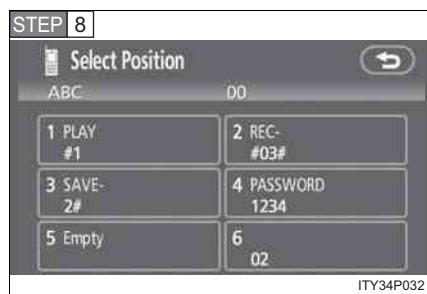 STEP 8
Select Position
ABC 00
1 PLAY 2 REC-
#1 #03#
3 SAVE- 4 PASSWORD
2# 1234
5 Empty 6
02
ITY34P032